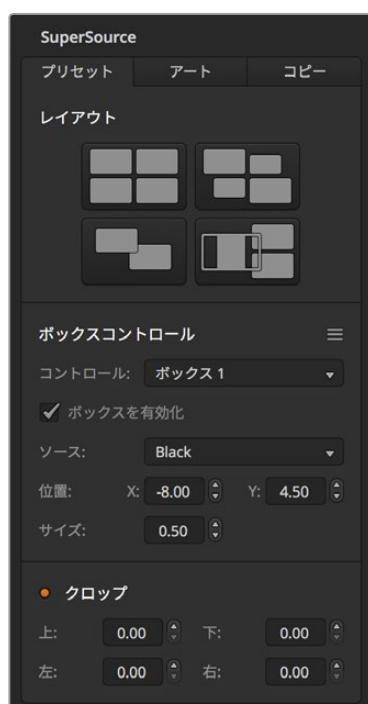 SuperSource
プリセット アート コピー
レイアウト
ボックスコントロール
コントロール: ボックス 1
ボックスを有効化
ソース: Black
位置: X: -8.00 Y: 4.50
サイズ: 0.50
クロップ
上: 0.00 下: 0.00
左: 0.00 右: 0.00